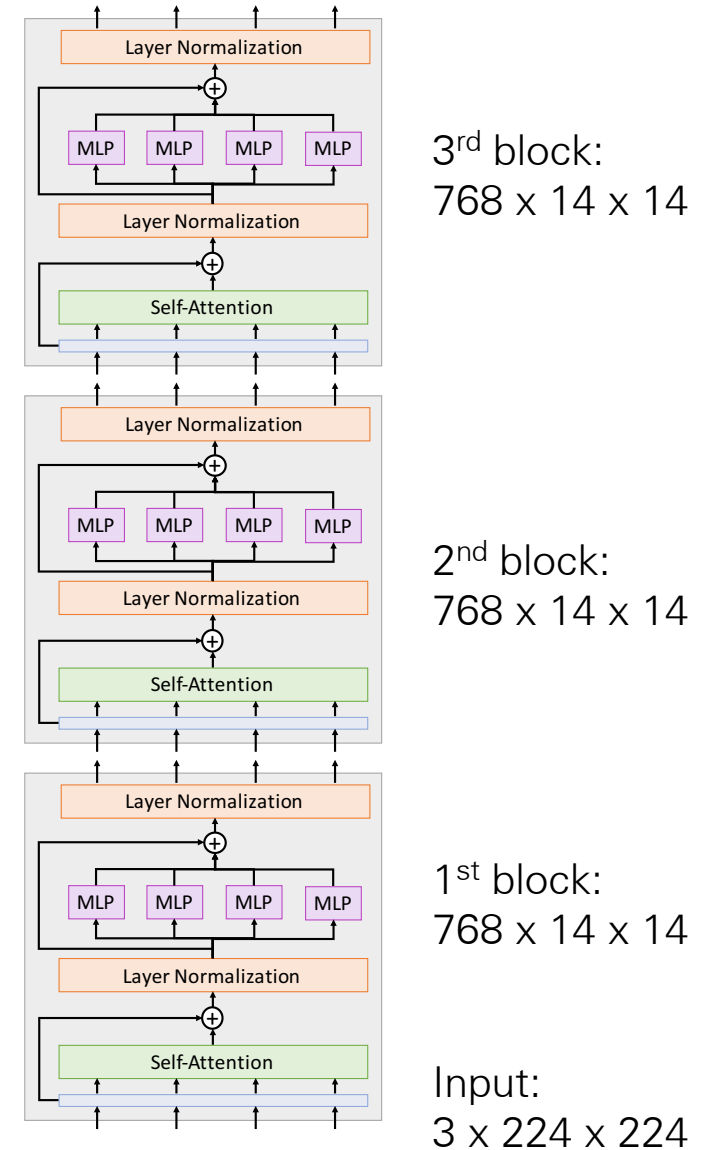 Layer Normalization
MLP MLP MLP MLP
Layer Normalization
Self-Attention
3rd block:
768 x 14 x 14
Layer Normalization
MLP MLP MLP MLP
Layer Normalization
Self-Attention
2nd block:
768 x 14 x 14
Layer Normalization
MLP MLP MLP MLP
Layer Normalization
Self-Attention
1st block:
768 x 14 x 14
Input:
3 x 224 x 224